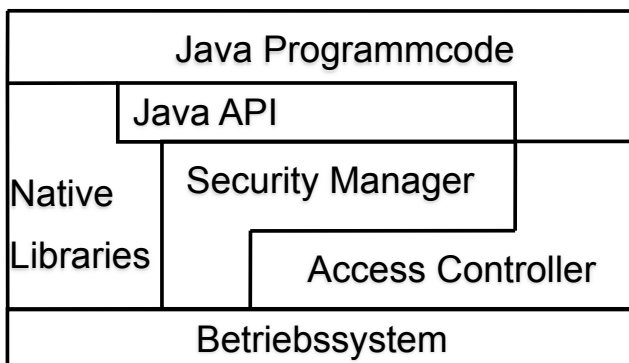 Java Programmcode
Java API
Security Manager
Native
Libraries
Access Controller
Betriebssystem